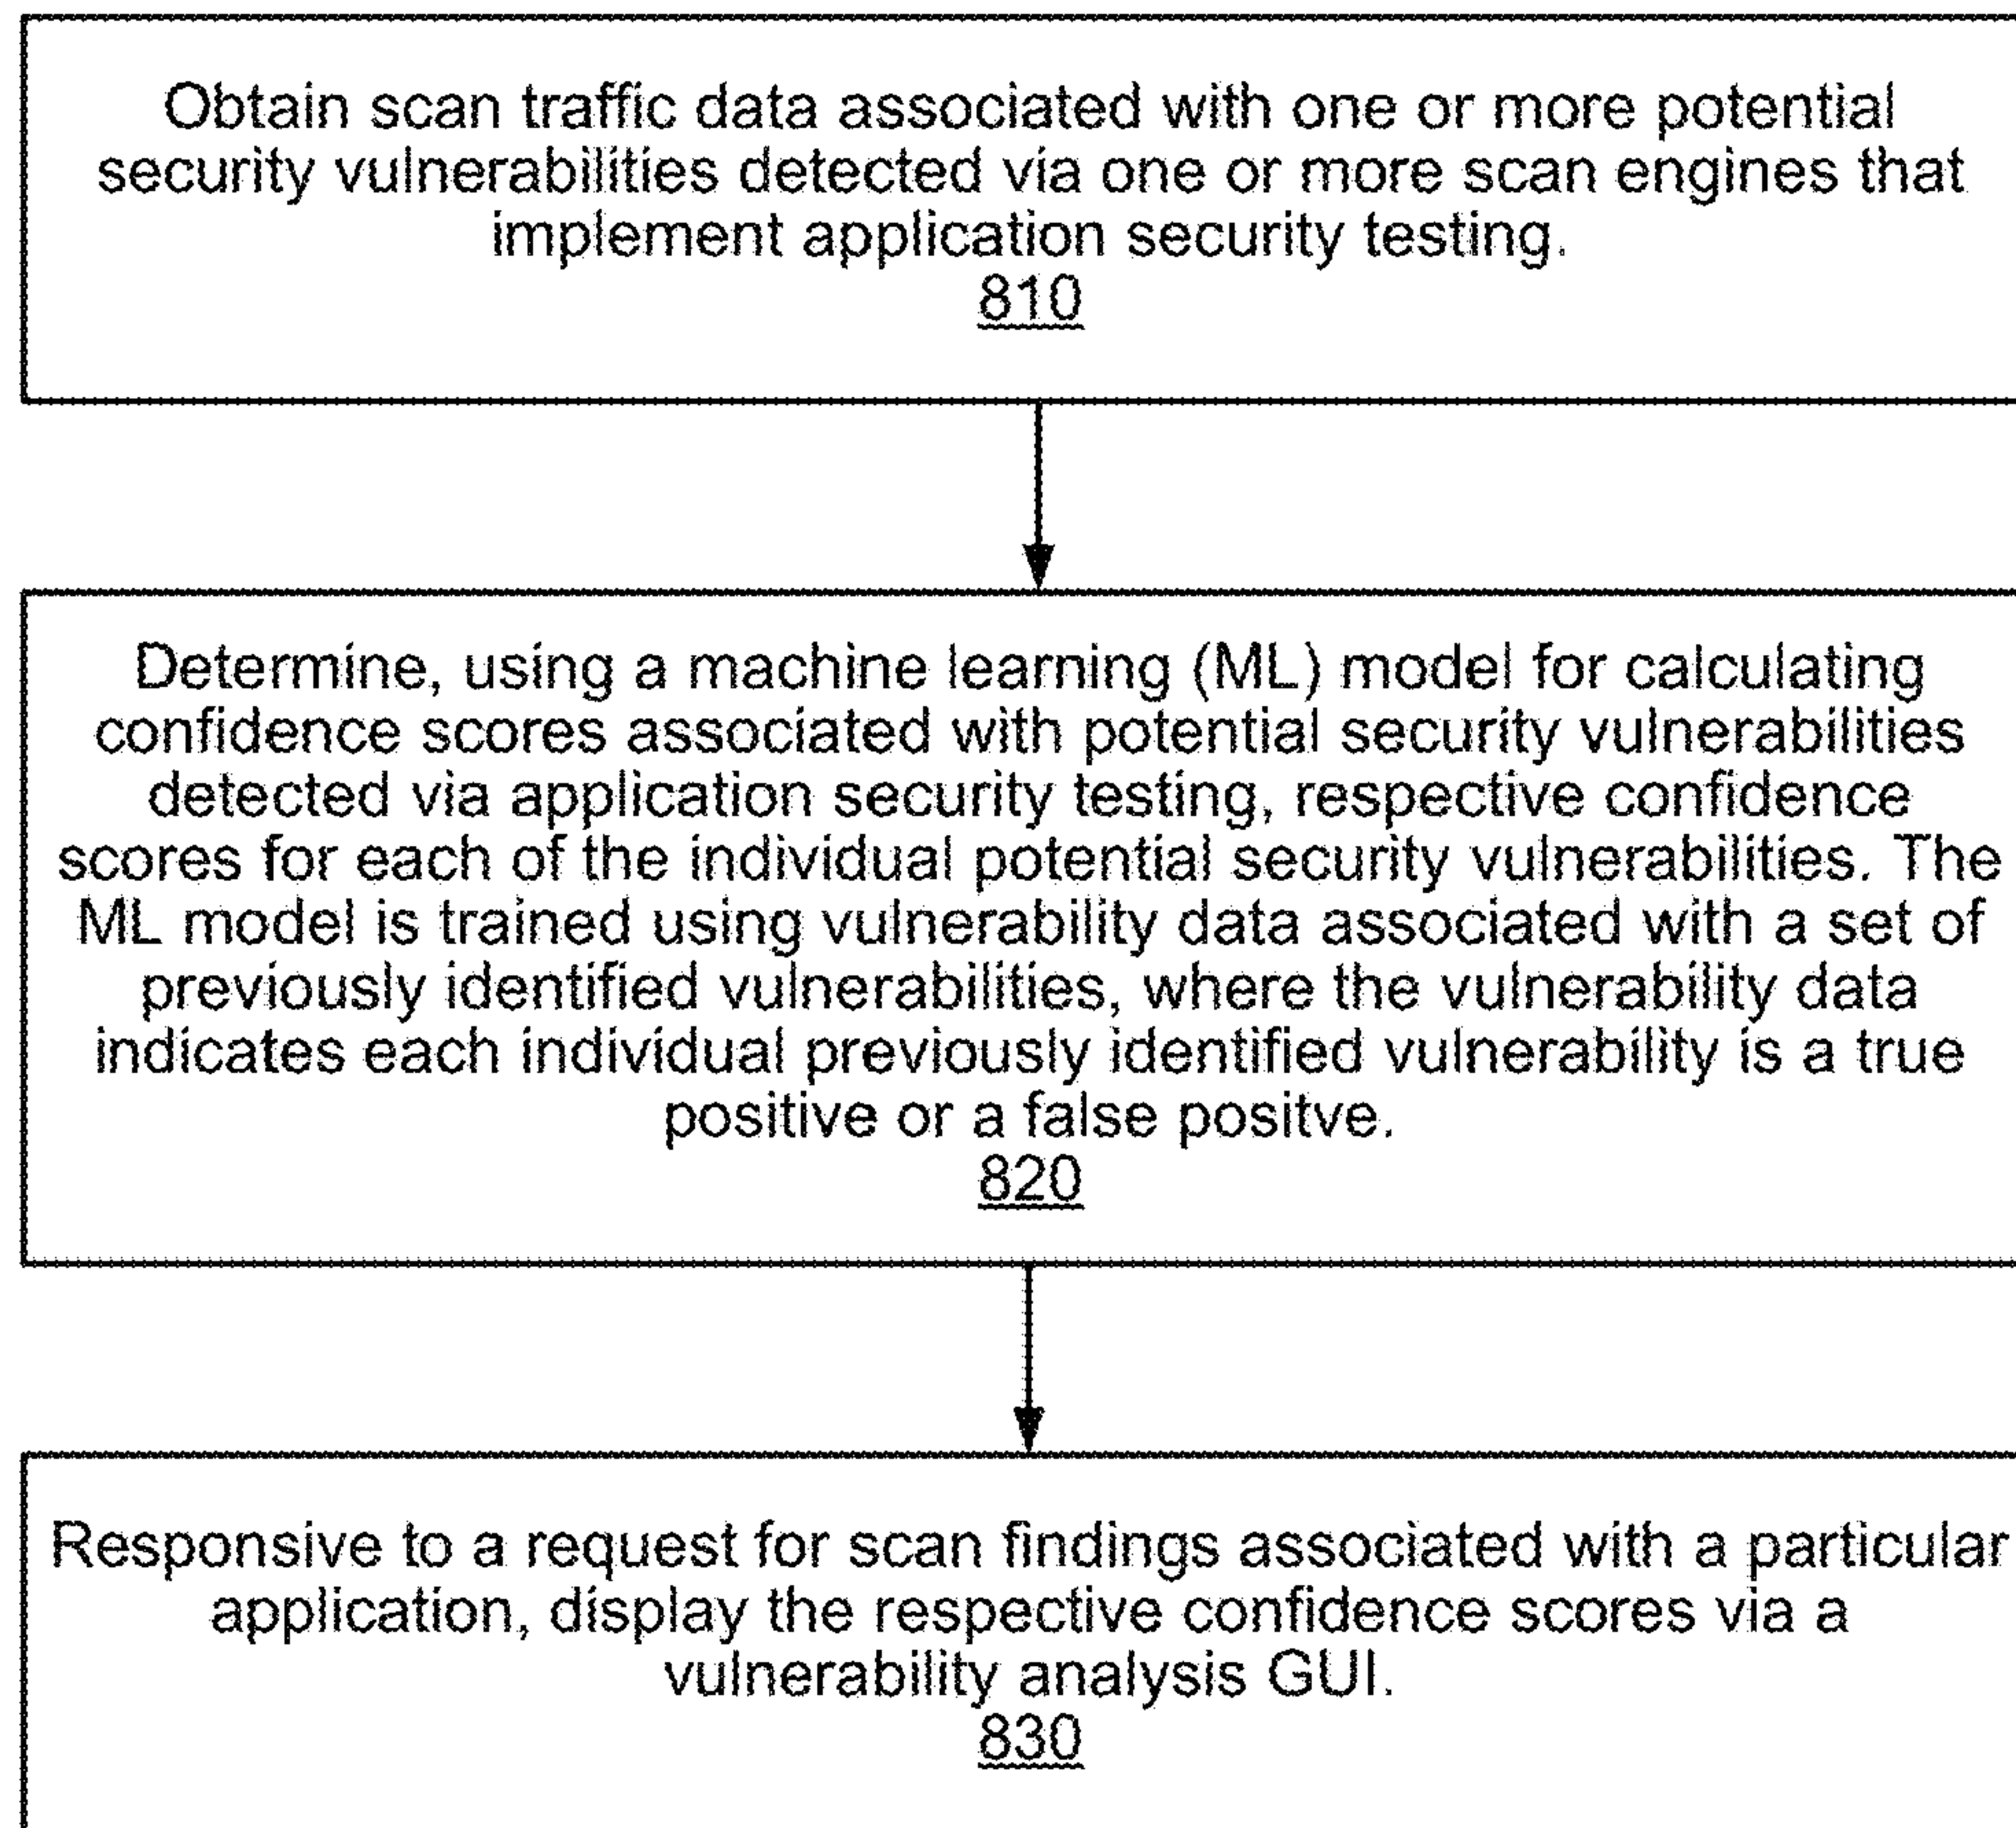 Obtain scan traffic data associated with one or more potential
security vulnerabilities detected via one or more scan engines that
implement application security testing.
810
Determine, using a machine learning (ML) model for calculating
confidence scores associated with potential security vulnerabilities
detected via application security testing, respective confidence
scores for each of the individual potential security vulnerabilities. The
ML model is trained using vulnerability data associated with a set of
previously identified vulnerabilities, where the vulnerability data
indicates each individual previously identified vulnerability is a true
positive or a false positve.
820
Responsive to a request for scan findings associated with a particular
application, display the respective confidence scores via a
vulnerability analysis GUI.
830